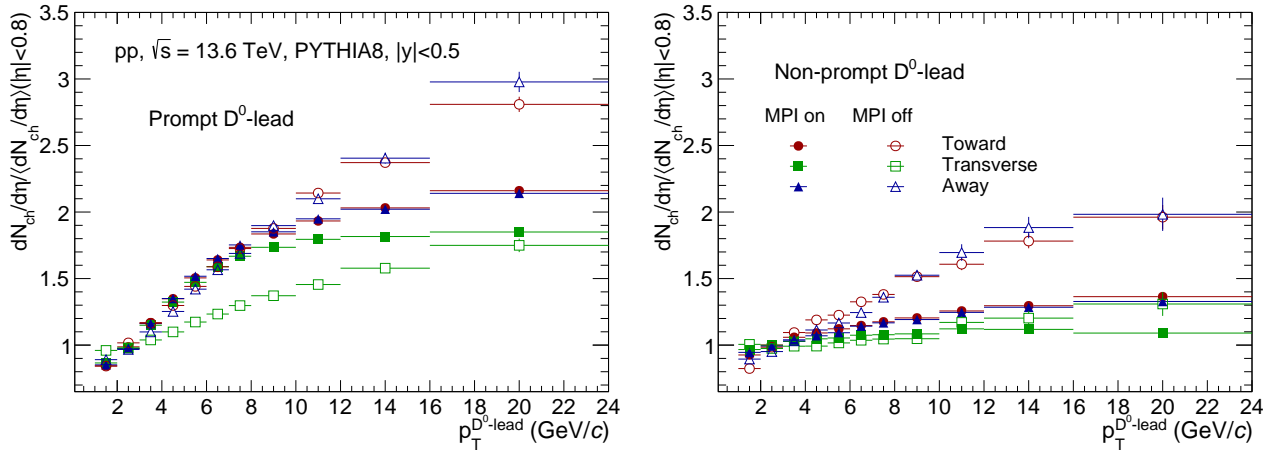 dN_ch/dη/⟨dN_ch/dη⟩(|η|<0.8)
3.5
3
2.5
2
1.5
1
pp, √s = 13.6 TeV, PYTHIA8, |y|<0.5
Prompt D⁰-lead
2 4 6 8 10 12 14 16 18 20 22 24
p_T^{D⁰-lead} (GeV/c)
dN_ch/dη/⟨dN_ch/dη⟩(|η|<0.8)
3.5
3
2.5
2
1.5
1
Non-prompt D⁰-lead
MPI on MPI off
Toward
Transverse
Away
2 4 6 8 10 12 14 16 18 20 22 24
p_T^{D⁰-lead} (GeV/c)